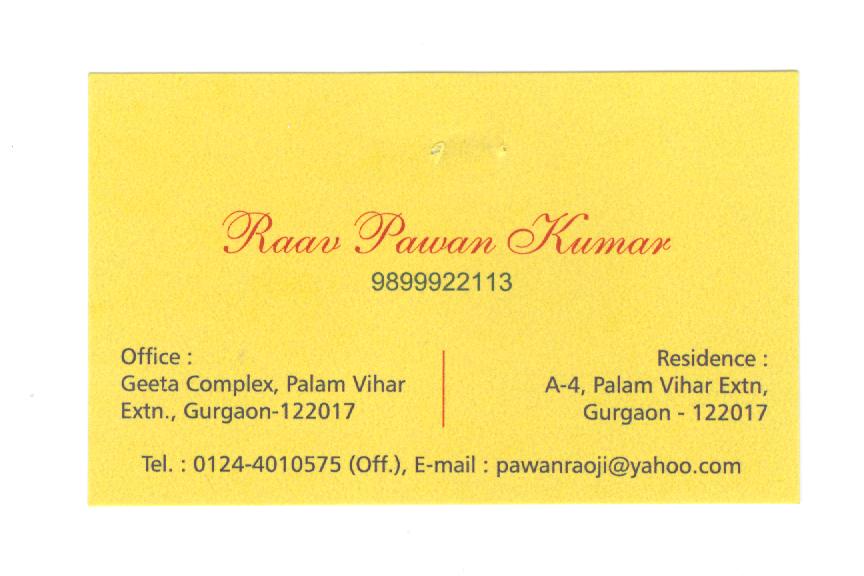 Raav Pawan Kumar
9899922113
Office :
Geeta Complex, Palam Vihar
Extn., Gurgaon-122017
Residence :
A-4, Palam Vihar Extn,
Gurgaon - 122017
Tel. : 0124-4010575 (Off.), E-mail : pawanraoji@yahoo.com